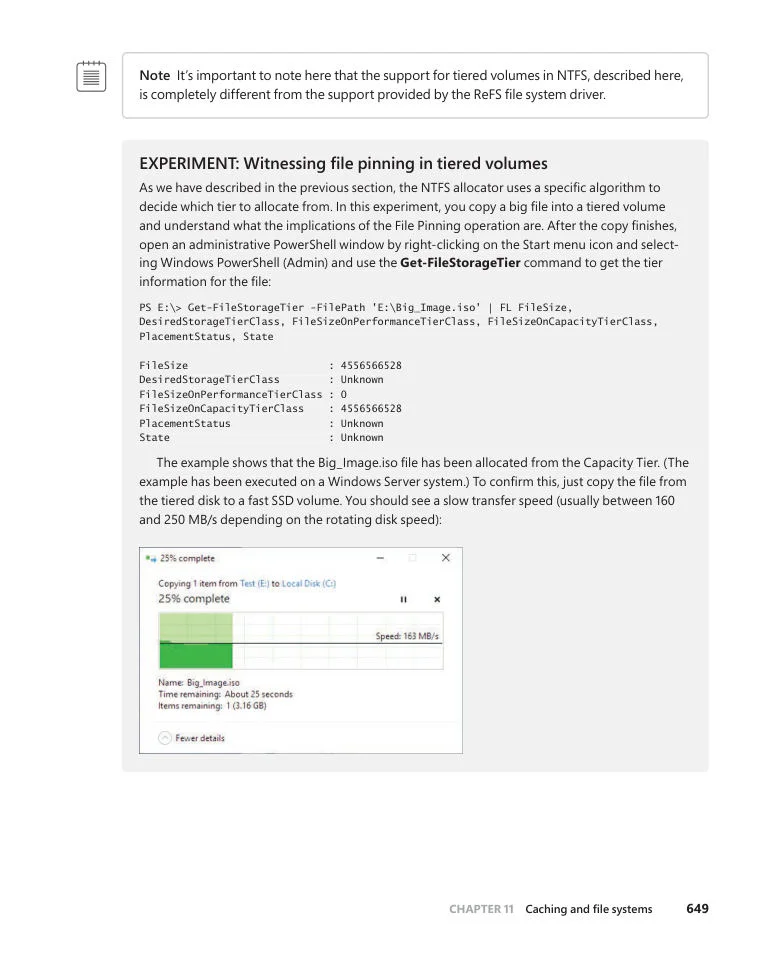 Note It's important to note here that the support for tiered volumes in NTFS, described here,
is completely different from the support provided by the ReFS file system driver.
EXPERIMENT: Witnessing file pinning in tiered volumes
As we have described in the previous section, the NTFS allocator uses a specific algorithm to
decide which tier to allocate from. In this experiment, you copy a big file into a tiered volume
and understand what the implications of the File Pinning operation are. After the copy finishes,
open an administrative PowerShell window by right-clicking on the Start menu icon and select-
ing Windows PowerShell (Admin) and use the Get-FileStorageTier command to get the tier
information for the file:
PS E:\> Get-FileStorageTier -FilePath 'E:\Big_Image.iso' | FL FileSize,
DesiredStorageTierClass, FileSizeOnPerformanceTierClass, FileSizeOnCapacityTierClass,
PlacementStatus, State
FileSize : 4556566528
DesiredStorageTierClass : Unknown
FileSizeOnPerformanceTierClass : 0
FileSizeOnCapacityTierClass : 4556566528
PlacementStatus : Unknown
State : Unknown
The example shows that the Big_Image.iso file has been allocated from the Capacity Tier. (The
example has been executed on a Windows Server system.) To confirm this, just copy the file from
the tiered disk to a fast SSD volume. You should see a slow transfer speed (usually between 160
and 250 MB/s depending on the rotating disk speed):
25% complete
Copying 1 item from Test (E:) to Local Disk (C:)
25% complete
Speed: 163 MB/s
Name: Big_Image.iso
Time remaining: About 25 seconds
Items remaining: 1 (3.16 GB)
Fewer details
CHAPTER 11 Caching and file systems 649